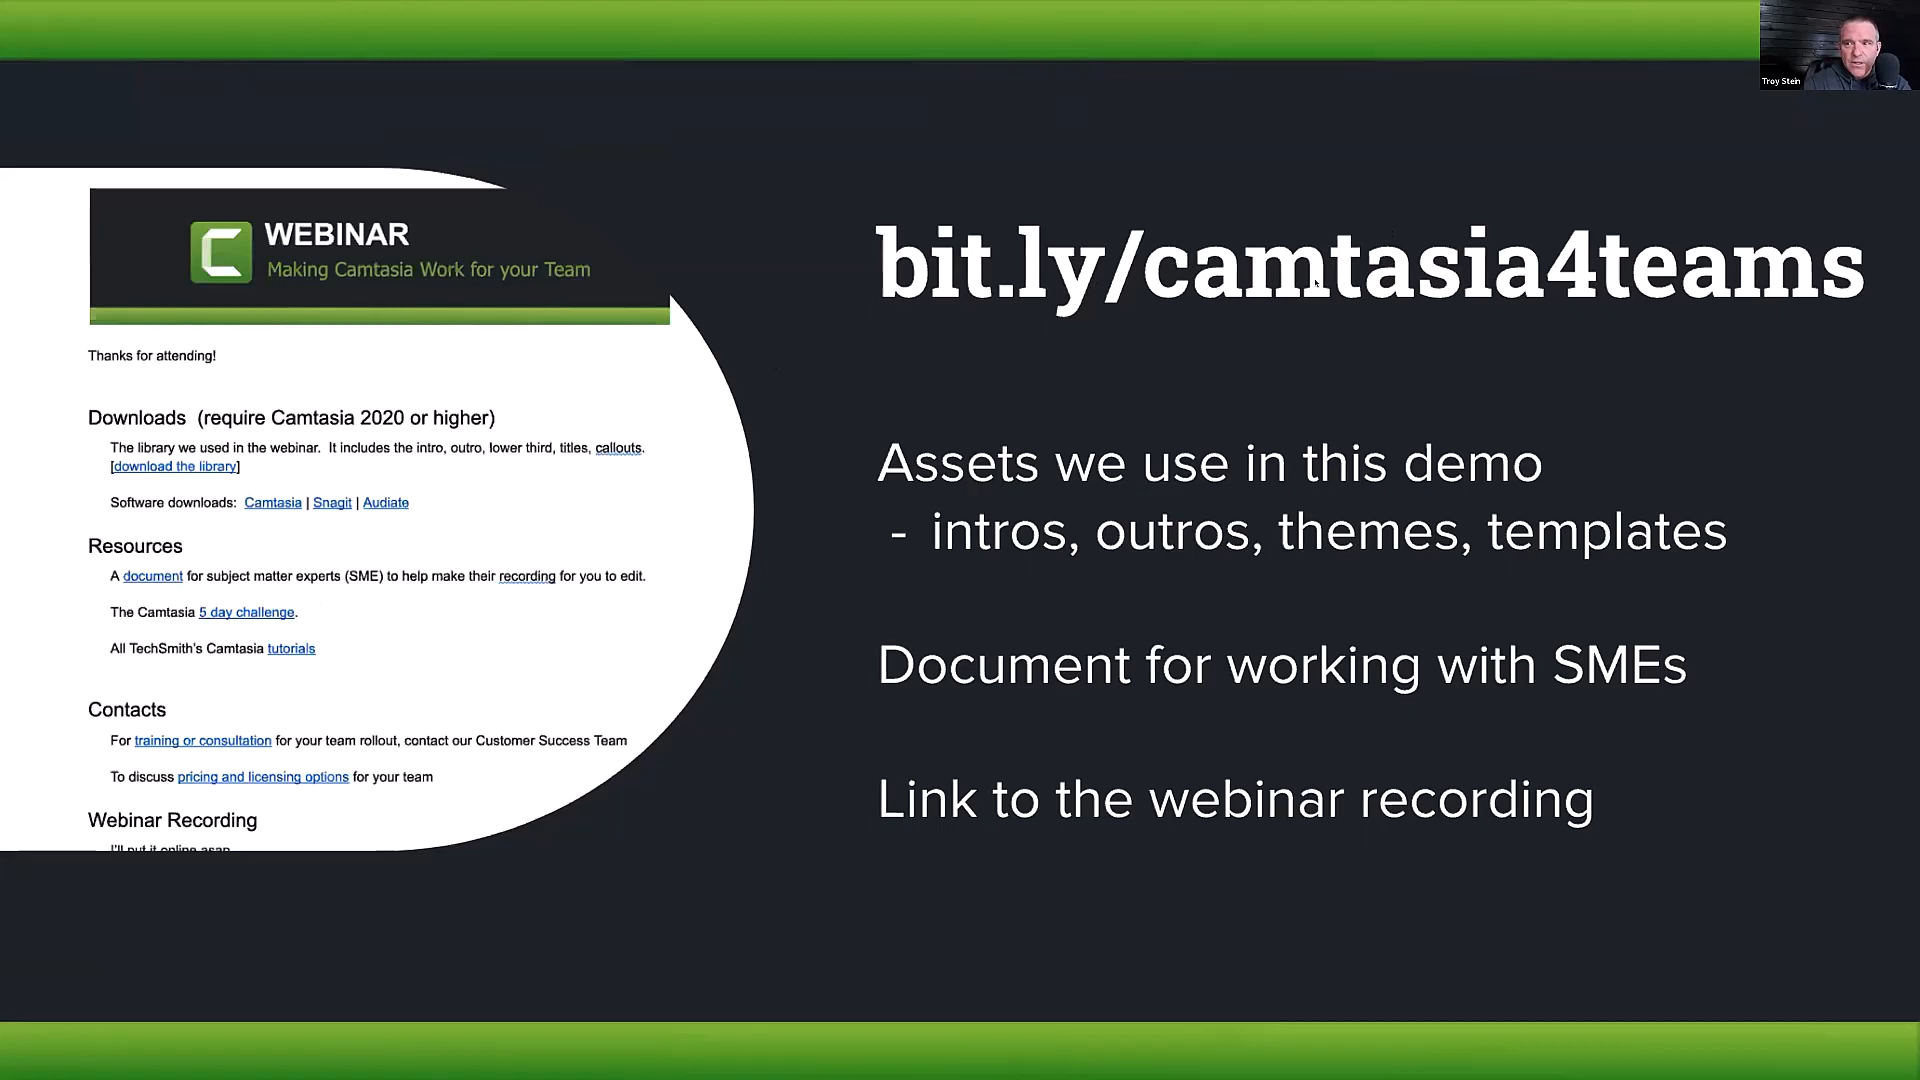 Troy Stein
WEBINAR
Making Camtasia Work for your Team
Thanks for attending!
Downloads (require Camtasia 2020 or higher)
The library we used in the webinar. It includes the intro, outro, lower third, titles, callouts.
[download the library]
Software downloads: Camtasia | Snagit | Audiate
Resources
A document for subject matter experts (SME) to help make their recording for you to edit.
The Camtasia 5 day challenge.
All TechSmith's Camtasia tutorials
Contacts
For training or consultation for your team rollout, contact our Customer Success Team
To discuss pricing and licensing options for your team
Webinar Recording
I'll put it online asap
bit.ly/camtasia4teams
Assets we use in this demo
- intros, outros, themes, templates
Document for working with SMEs
Link to the webinar recording